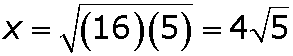 x = √(16)(5) = 4√5